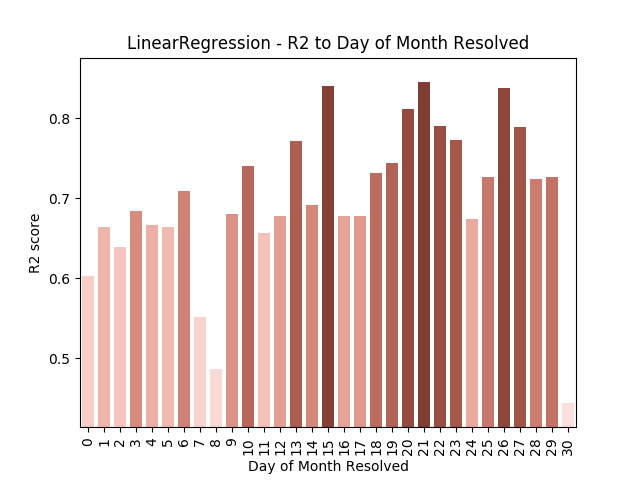 LinearRegression - R2 to Day of Month Resolved
R2 score
0.8
0.7
0.6
0.5
0 1 2 3 4 5 6 7 8 9 10 11 12 13 14 15 16 17 18 19 20 21 22 23 24 25 26 27 28 29 30
Day of Month Resolved